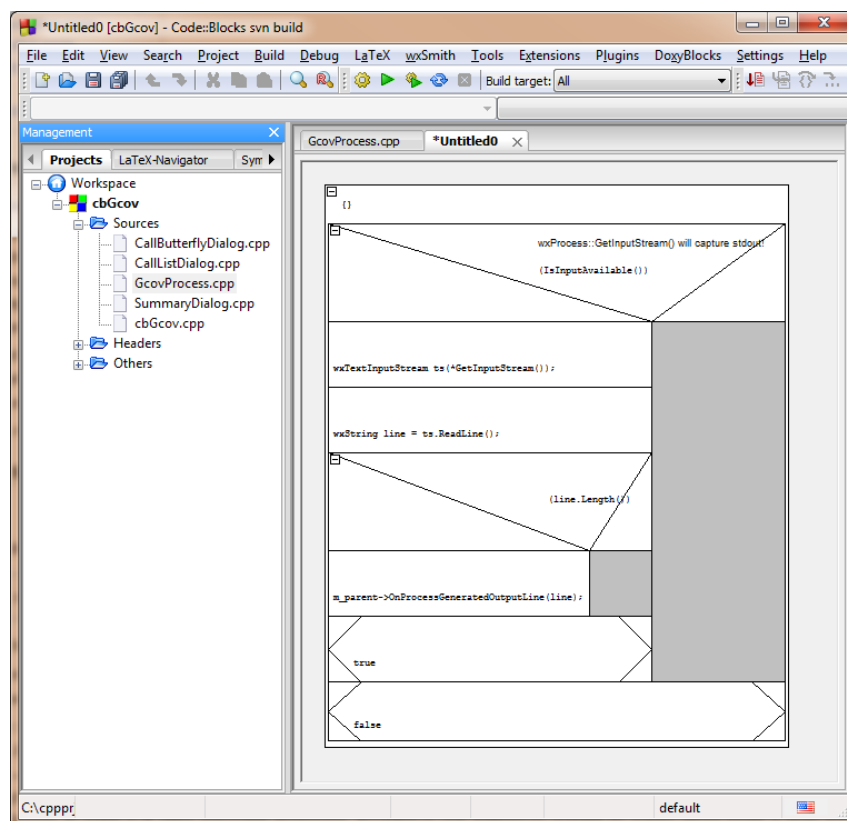 *Untitled0 [cbGcov] - Code::Blocks svn build
File Edit View Search Project Build Debug LaTeX wxSmith Tools Extensions Plugins DoxyBlocks Settings Help
Build target: All
Management
Projects LaTeX-Navigator Sym
GcovProcess.cpp *Untitled0
Workspace
cbGcov
Sources
CallButterflyDialog.cpp
CallListDialog.cpp
GcovProcess.cpp
SummaryDialog.cpp
cbGcov.cpp
Headers
Others
{}
wxProcess::GetInputStream() will capture stdout!
(IsInputAvailable())
wxTextInputStream ts(*GetInputStream());
wxString line = ts.ReadLine();
(line.Length())
m_parent->OnProcessGeneratedOutputLine(line);
true
false
C:\cppprj
default